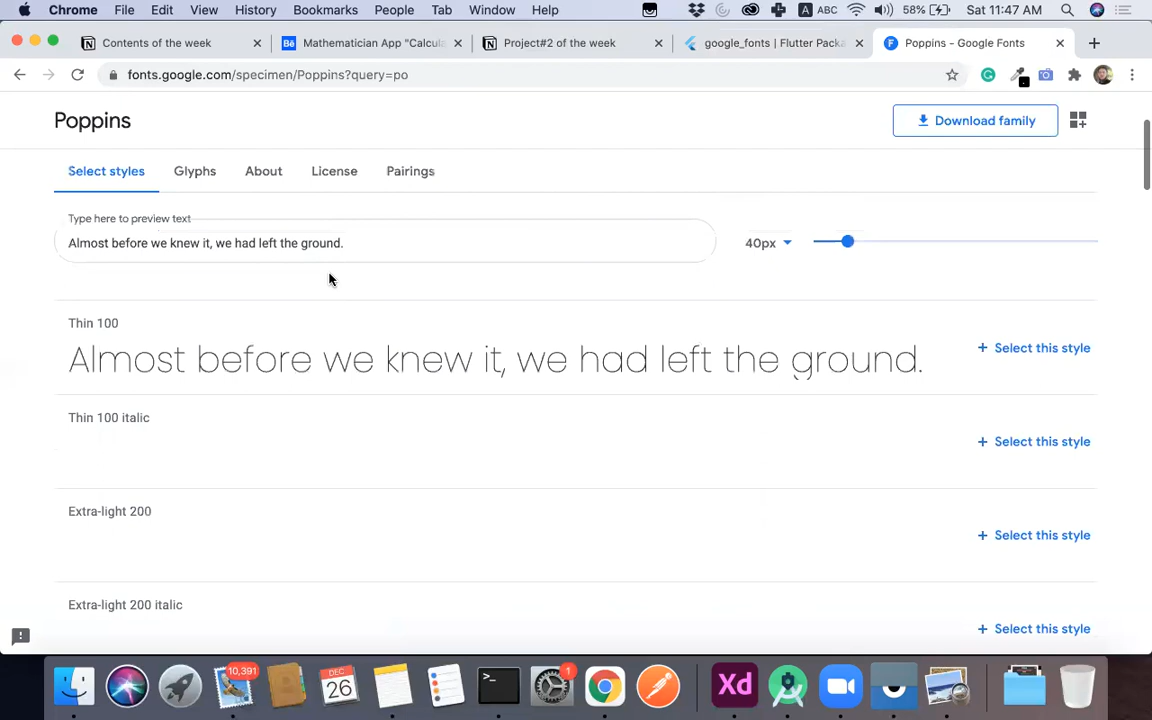 Chrome File Edit View History Bookmarks People Tab Window Help A ABC 58% Sat 11:47 AM
Contents of the week Mathematician App "Calcula Project#2 of the week google_fonts | Flutter Packa Poppins - Google Fonts
fonts.google.com/specimen/Poppins?query=po
Poppins
Download family
Select styles Glyphs About License Pairings
Type here to preview text
Almost before we knew it, we had left the ground.
40px
Thin 100
Almost before we knew it, we had left the ground.
+ Select this style
Thin 100 italic
+ Select this style
Extra-light 200
+ Select this style
Extra-light 200 italic
+ Select this style
10,391
DEC
26
1
Xd